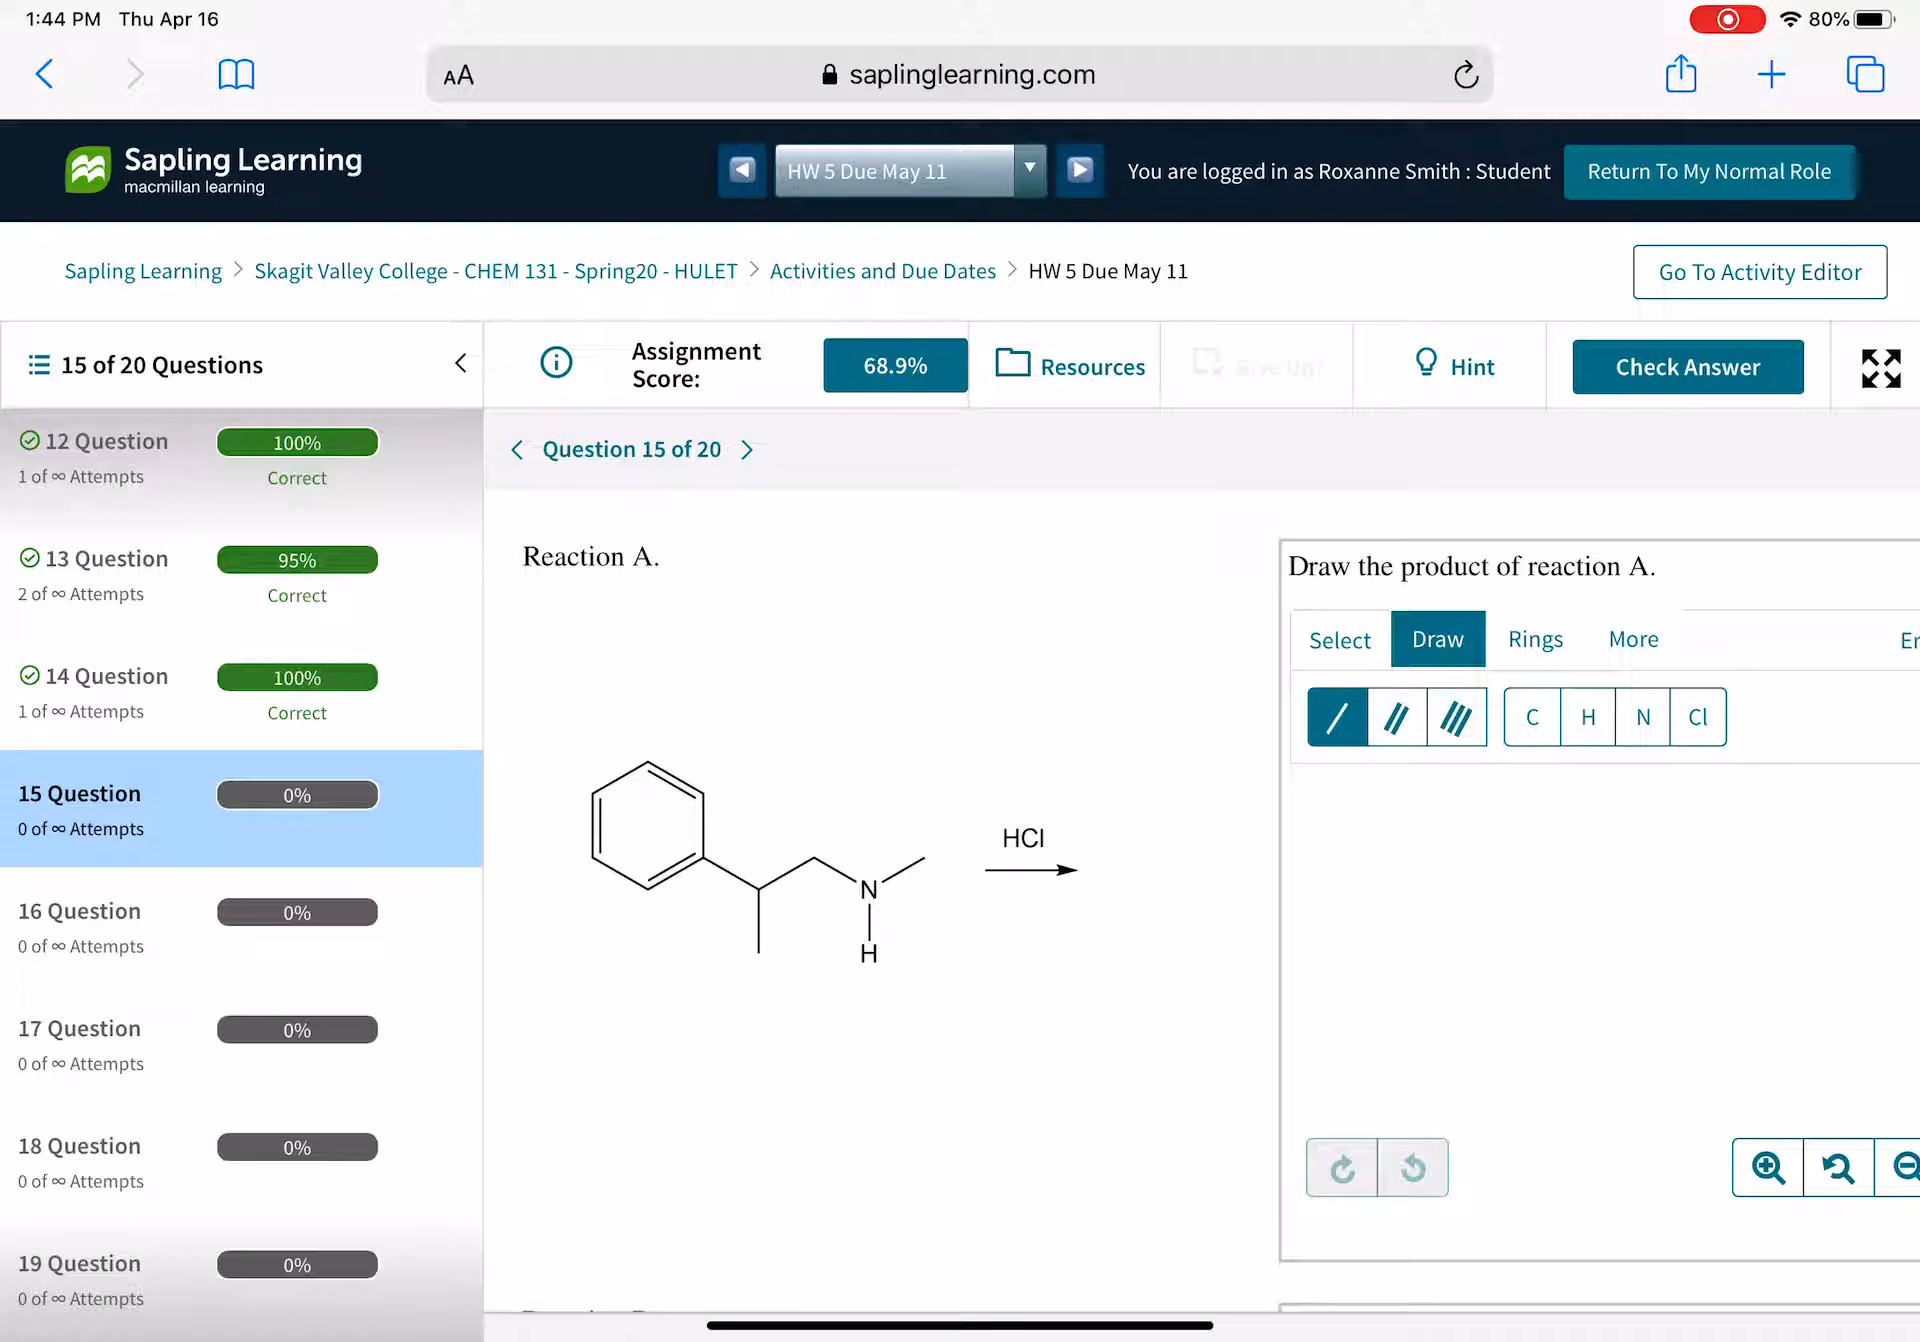 1:44 PM Thu Apr 16
80%
AA
saplinglearning.com
Sapling Learning
macmillan learning
HW 5 Due May 11
You are logged in as Roxanne Smith : Student
Return To My Normal Role
Sapling Learning > Skagit Valley College - CHEM 131 - Spring20 - HULET > Activities and Due Dates > HW 5 Due May 11
Go To Activity Editor
15 of 20 Questions
Assignment Score:
68.9%
Resources
Give Up?
Hint
Check Answer
12 Question
100%
1 of ∞ Attempts
Correct
13 Question
95%
2 of ∞ Attempts
Correct
14 Question
100%
1 of ∞ Attempts
Correct
15 Question
0%
0 of ∞ Attempts
16 Question
0%
0 of ∞ Attempts
17 Question
0%
0 of ∞ Attempts
18 Question
0%
0 of ∞ Attempts
19 Question
0%
0 of ∞ Attempts
Question 15 of 20
Reaction A.
N
H
HCl
Draw the product of reaction A.
Select
Draw
Rings
More
Er
C
H
N
Cl